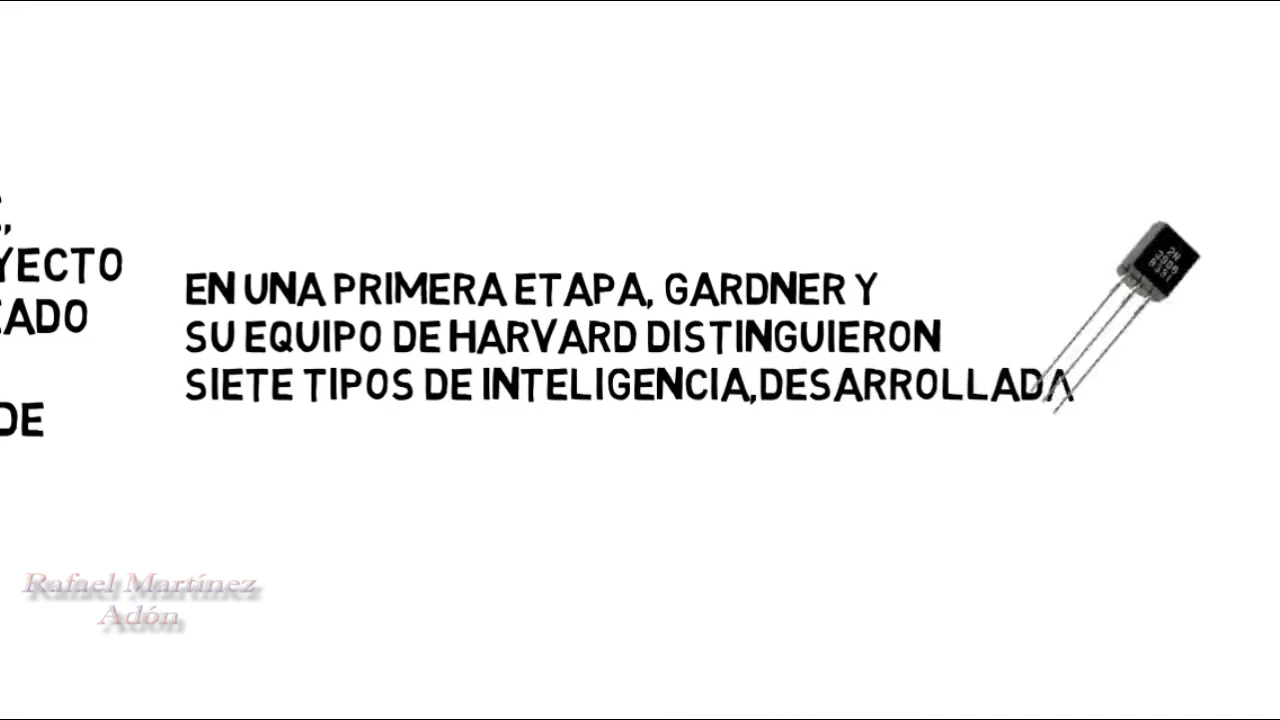 YECTO
ADO
DE
EN UNA PRIMERA ETAPA, GARDNER Y
SU EQUIPO DE HARVARD DISTINGUIERON
SIETE TIPOS DE INTELIGENCIA,DESARROLLADA
2N
Rafael Martínez
Adón